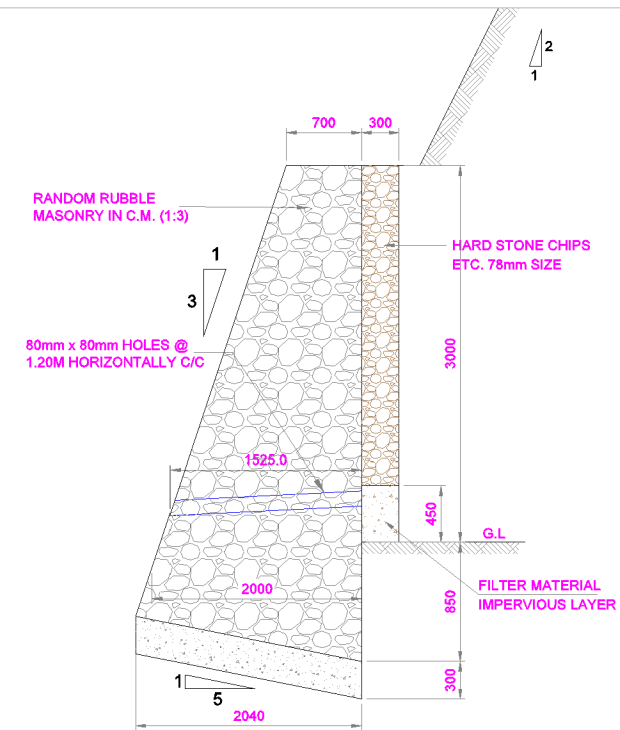 2
1
700
300
RANDOM RUBBLE
MASONRY IN C.M. (1:3)
HARD STONE CHIPS
ETC. 78mm SIZE
1
3
80mm x 80mm HOLES @
1.20M HORIZONTALLY C/C
3000
1525.0
450
G.L
2000
FILTER MATERIAL
IMPERVIOUS LAYER
850
300
1
5
2040